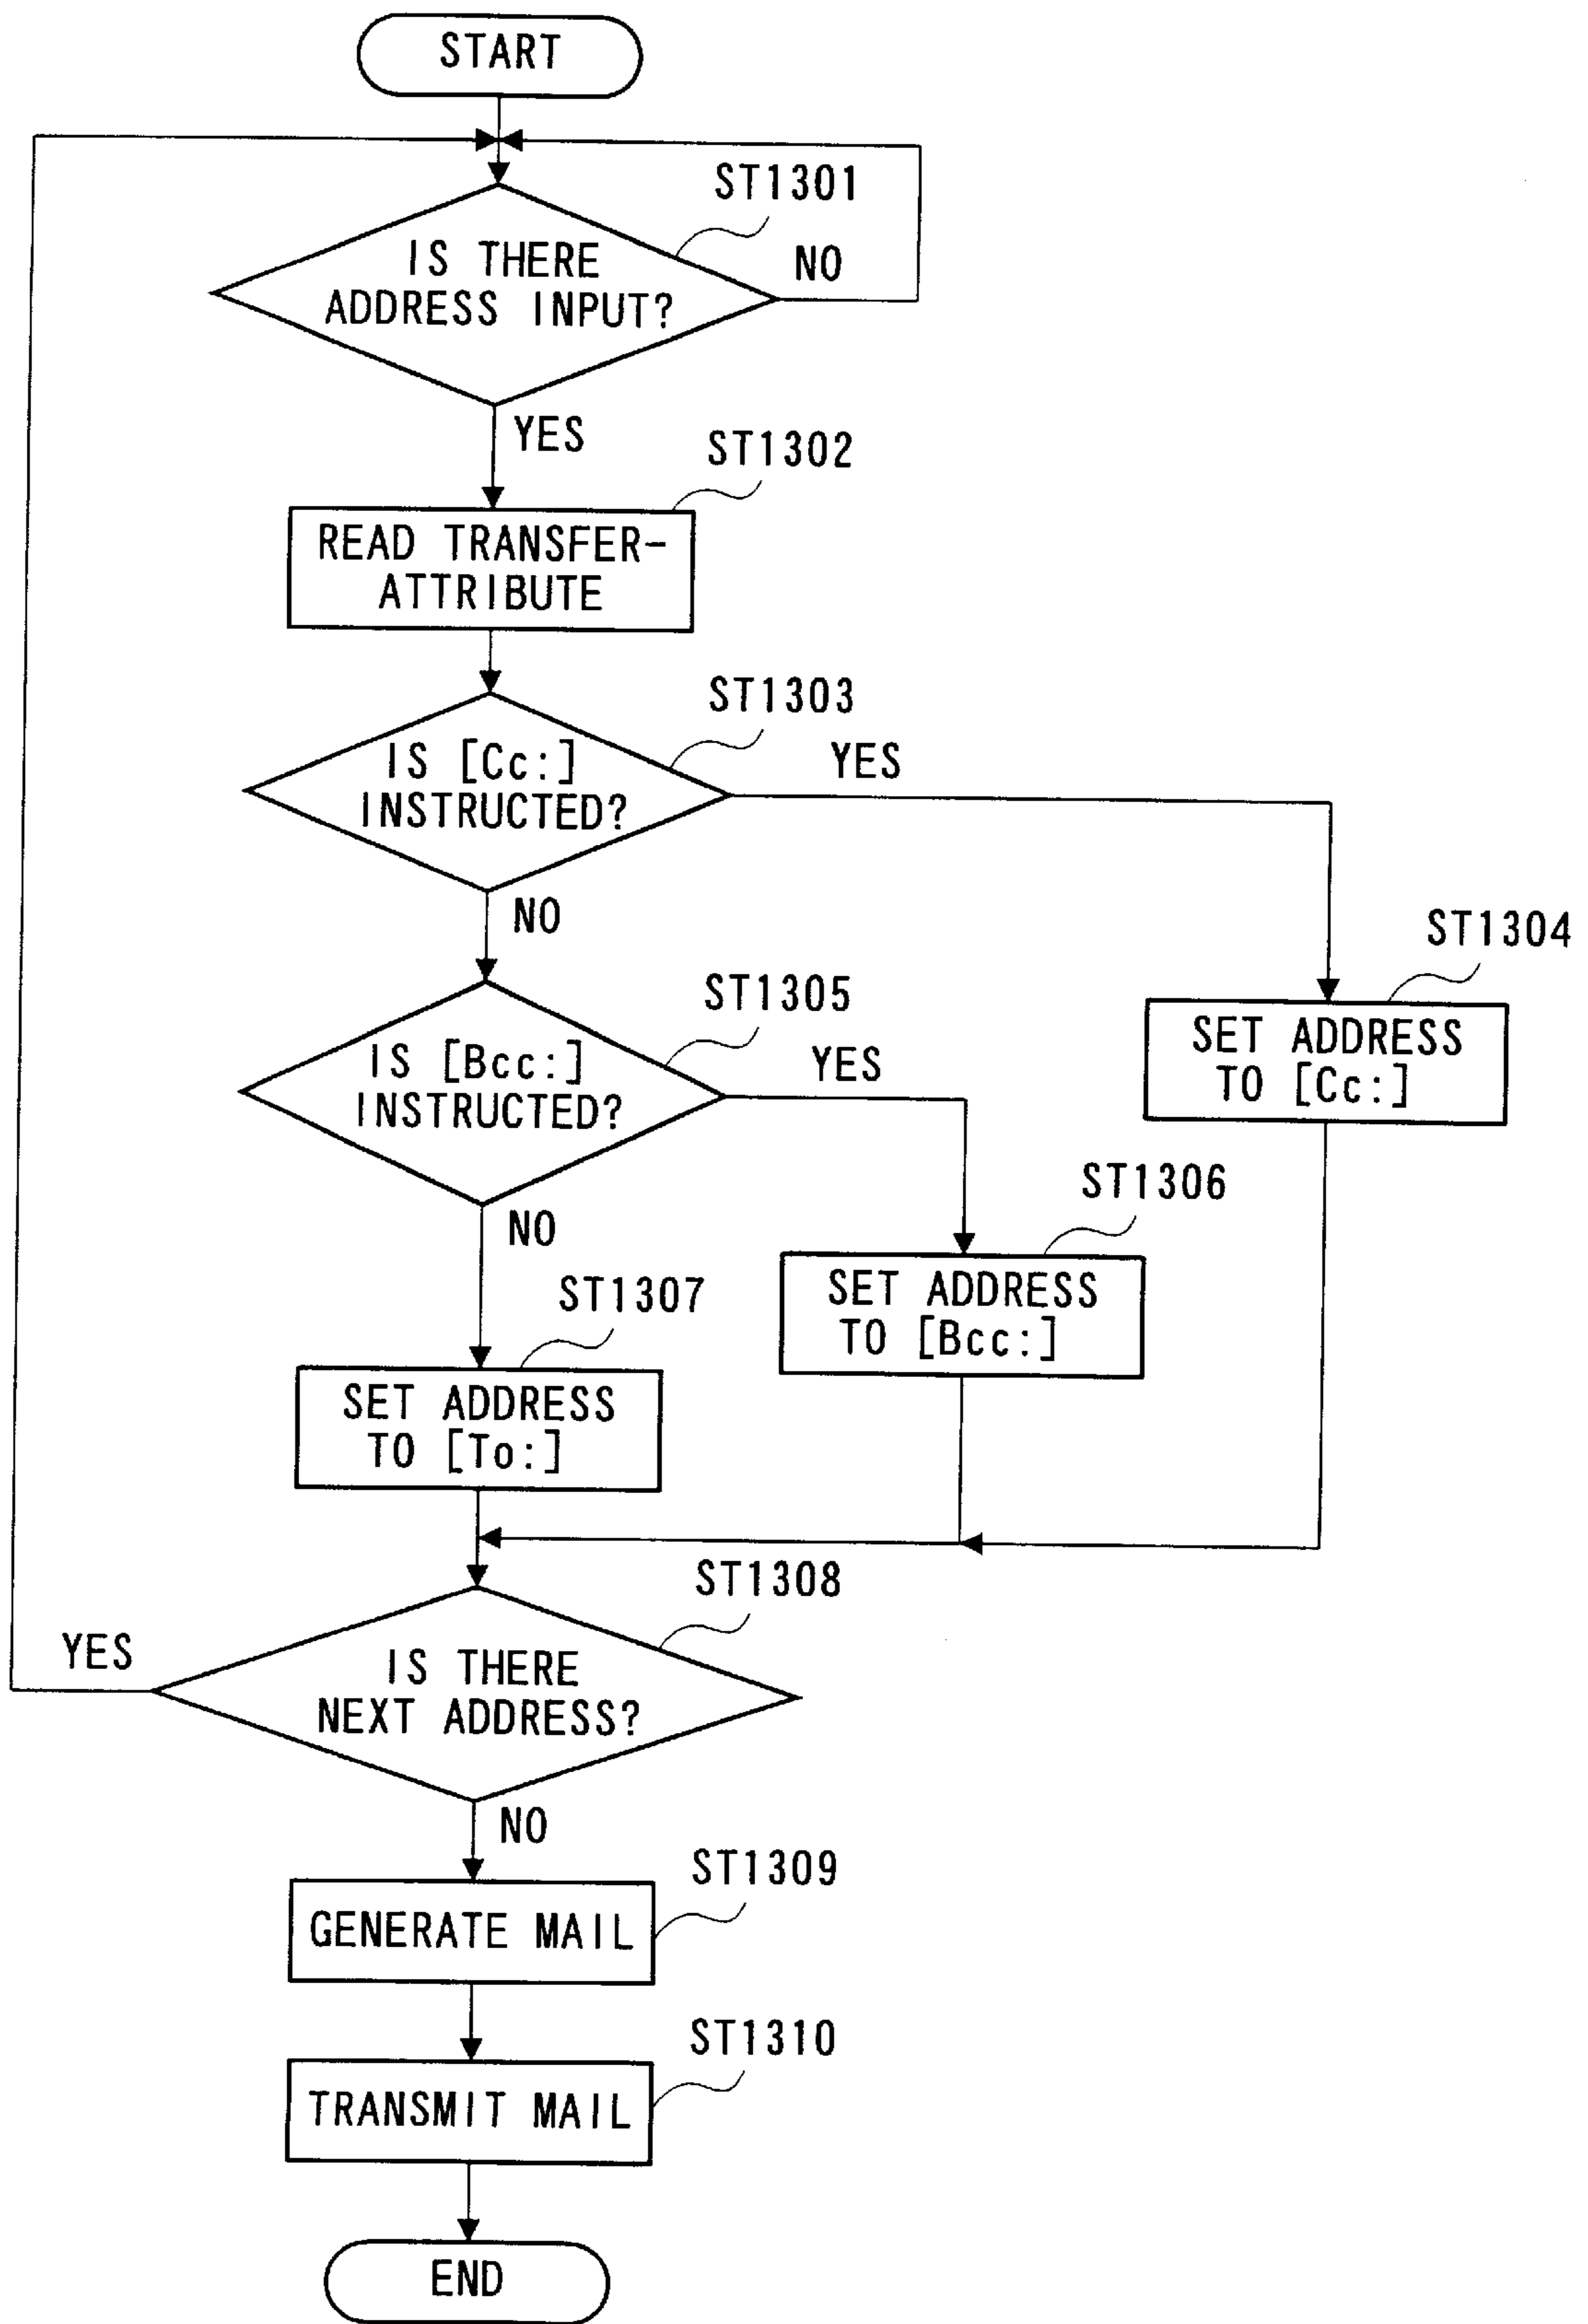 START
ST1301
IS THERE
ADDRESS INPUT?
NO
YES
ST1302
READ TRANSFER-
ATTRIBUTE
ST1303
IS [Cc:]
INSTRUCTED?
YES
NO
ST1304
SET ADDRESS
TO [Cc:]
ST1305
IS [Bcc:]
INSTRUCTED?
YES
NO
ST1306
SET ADDRESS
TO [Bcc:]
ST1307
SET ADDRESS
TO [To:]
ST1308
YES
IS THERE
NEXT ADDRESS?
NO
ST1309
GENERATE MAIL
ST1310
TRANSMIT MAIL
END